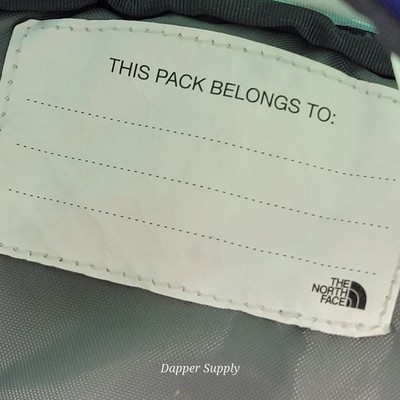 THIS PACK BELONGS TO:
THE
NORTH
FACE
Dapper Supply